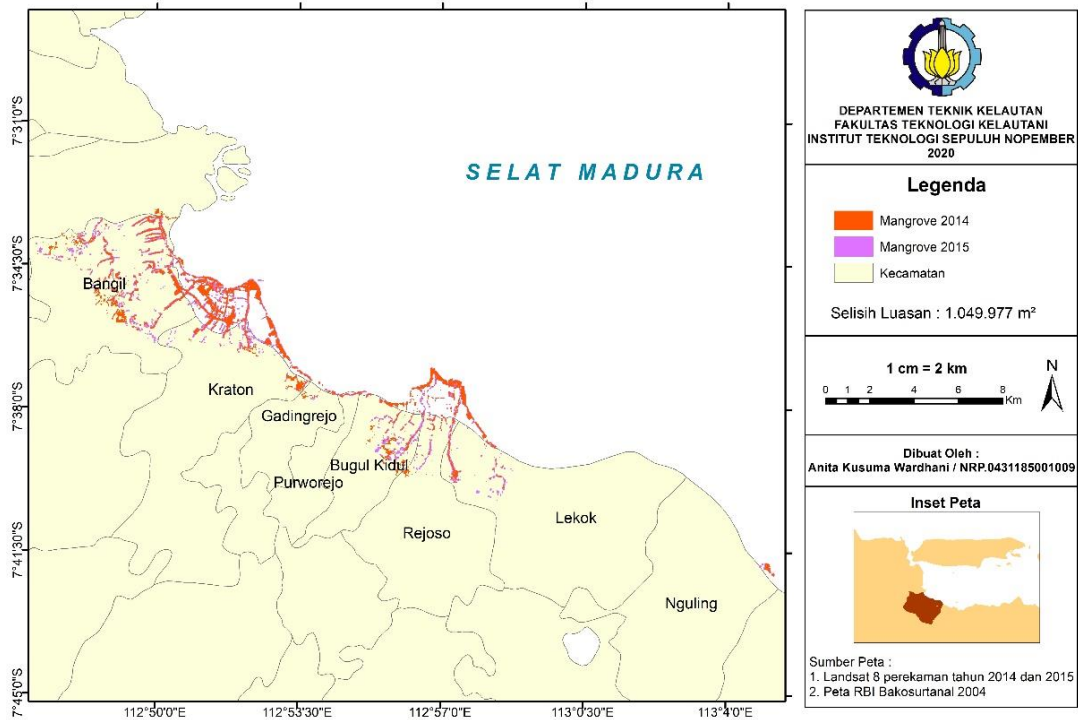 7°31'0"S
7°34'30"S
7°38'0"S
7°41'30"S
7°45'0"S
SELAT MADURA
Bangil
Kraton
Gadingrejo
Bugul Kidul
Purworejo
Rejoso
Lekok
Nguling
112°50'0"E
112°53'30"E
112°57'0"E
113°0'30"E
113°4'0"E
DEPARTEMEN TEKNIK KELAUTAN
FAKULTAS TEKNOLOGI KELAUTANI
INSTITUT TEKNOLOGI SEPULUH NOPEMBER
2020
Legenda
Mangrove 2014
Mangrove 2015
Kecamatan
Selisih Luasan : 1.049.977 m²
1 cm = 2 km
N
0 1 2 4 6 8
Km
Dibuat Oleh :
Anita Kusuma Wardhani / NRP.0431185001009
Inset Peta
Sumber Peta :
1. Landsat 8 perekaman tahun 2014 dan 2015
2. Peta RBI Bakosurtanal 2004